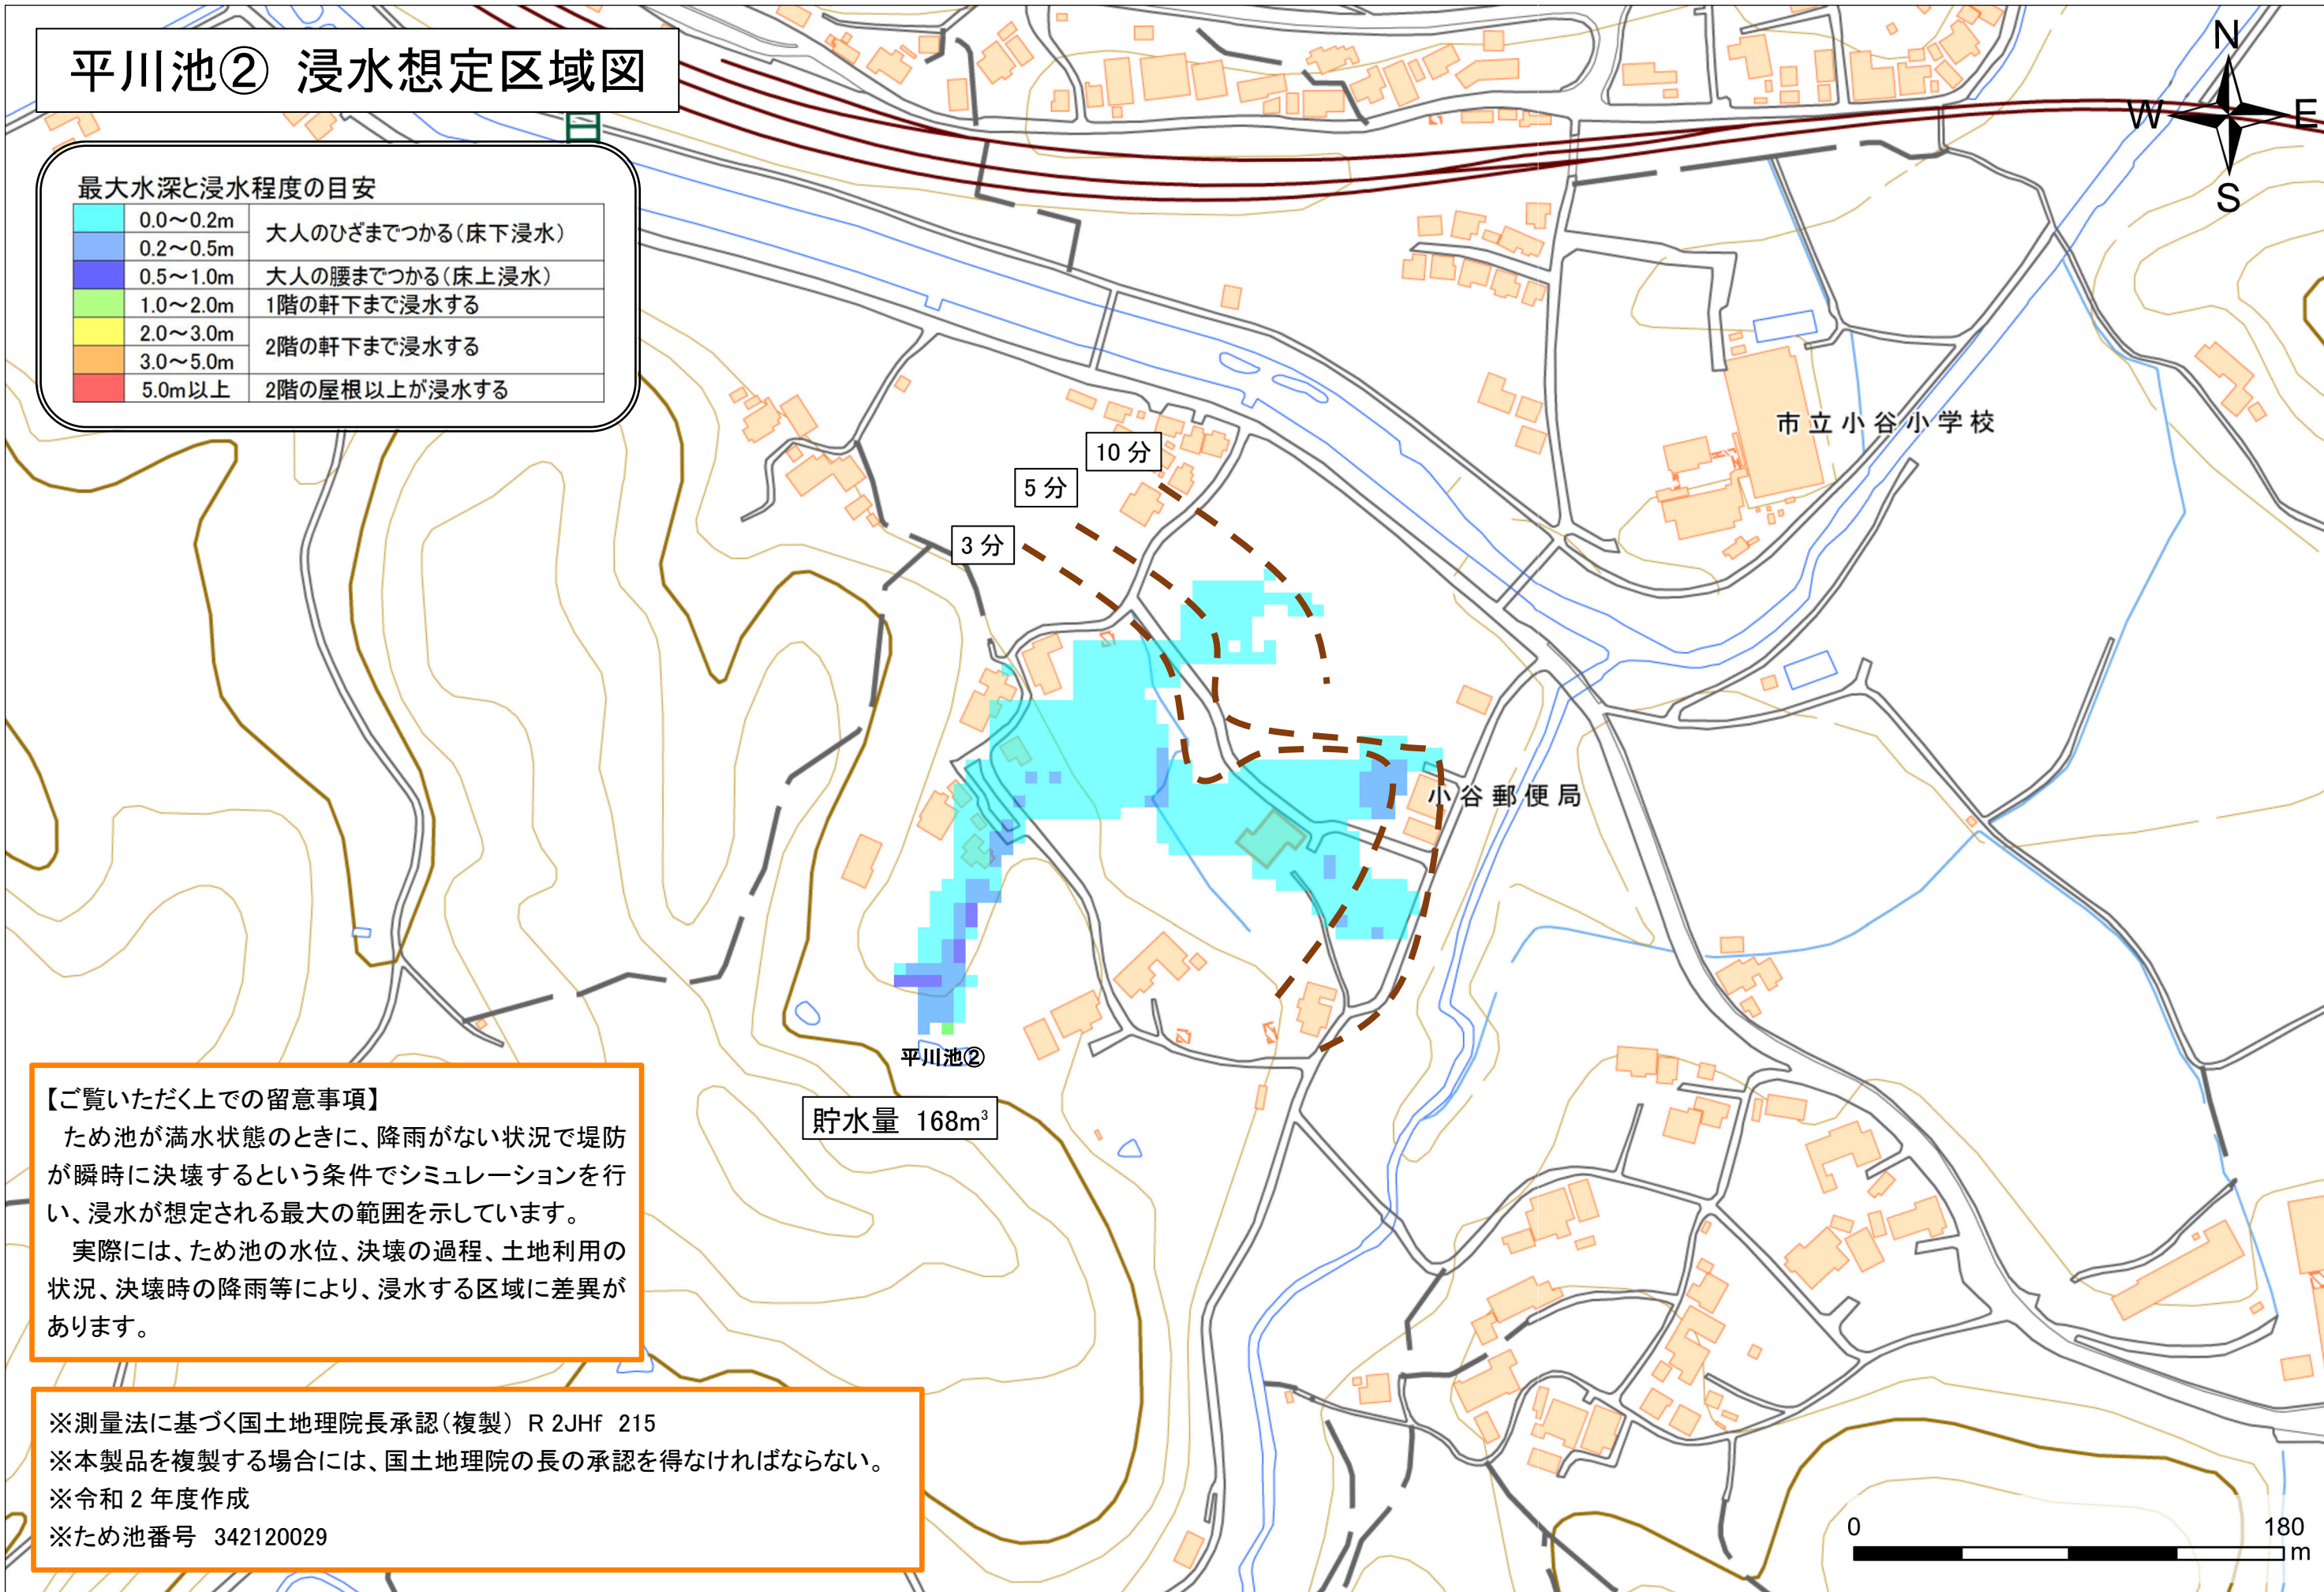 平川池② 浸水想定区域図
N
W
E
S
最大水深と浸水程度の目安
0.0～0.2m
大人のひざまでつかる(床下浸水)
0.2～0.5m
0.5～1.0m 大人の腰までつかる(床上浸水)
1.0～2.0m 1階の軒下まで浸水する
2.0～3.0m
2階の軒下まで浸水する
3.0～5.0m
5.0m以上 2階の屋根以上が浸水する
市立小谷小学校
10 分
5 分
3 分
小谷郵便局
平川池②
貯水量 168m³
【ご覧いただく上での留意事項】
ため池が満水状態のときに、降雨がない状況で堤防
が瞬時に決壊するという条件でシミュレーションを行
い、浸水が想定される最大の範囲を示しています。
実際には、ため池の水位、決壊の過程、土地利用の
状況、決壊時の降雨等により、浸水する区域に差異が
あります。
※測量法に基づく国土地理院長承認(複製) R 2JHf 215
※本製品を複製する場合には、国土地理院の長の承認を得なければならない。
※令和 2 年度作成
※ため池番号 342120029
0
180
m